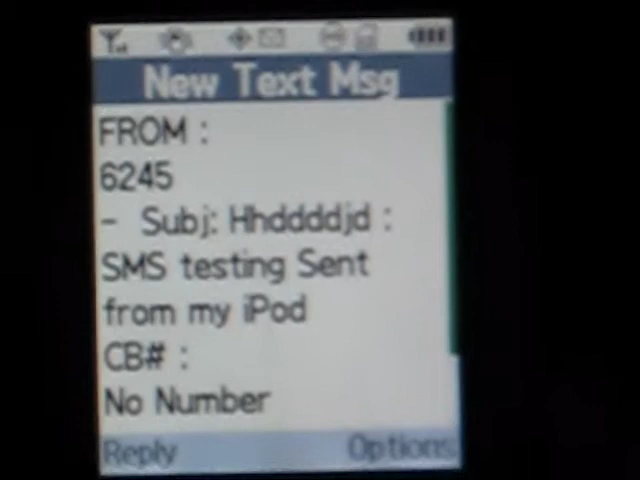 New Text Msg
FROM :
6245
- Subj: Hhddddjd :
SMS testing Sent
from my iPod
CB# :
No Number
Reply Options